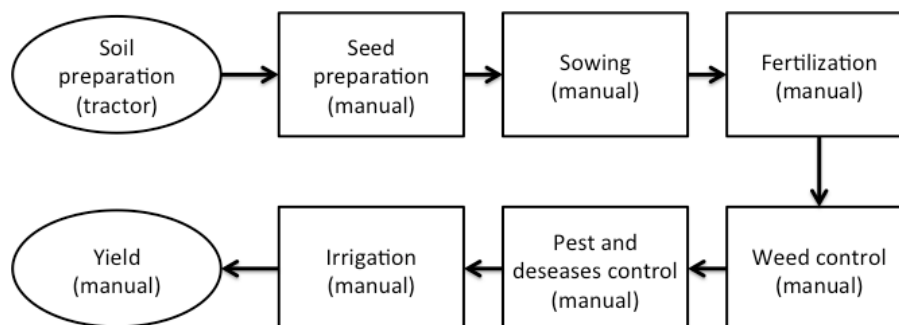 Soil
preparation
(tractor)
Seed
preparation
(manual)
Sowing
(manual)
Fertilization
(manual)
Weed control
(manual)
Pest and
deseases control
(manual)
Irrigation
(manual)
Yield
(manual)